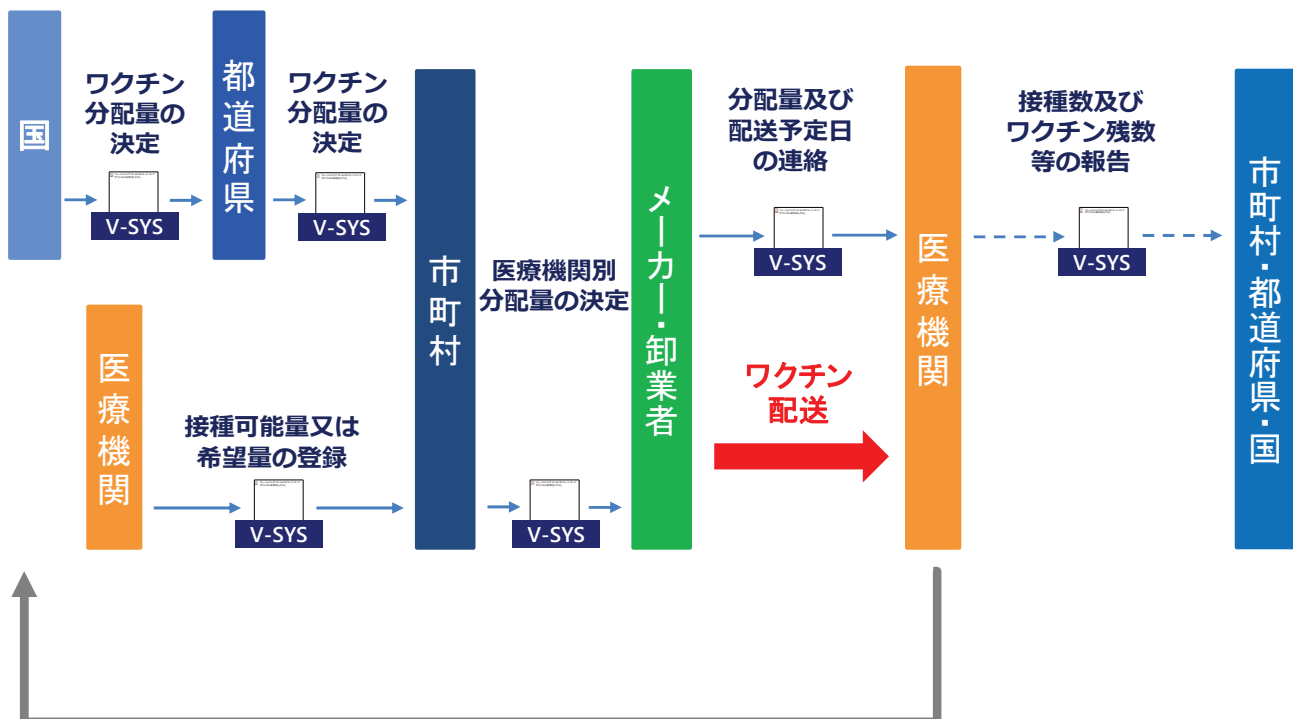 国
ワクチン
分配量の
決定
V-SYS
都道府県
ワクチン
分配量の
決定
V-SYS
医療機関
接種可能量又は
希望量の登録
V-SYS
市町村
医療機関別
分配量の決定
V-SYS
メーカー・卸業者
分配量及び
配送予定日
の連絡
V-SYS
ワクチン
配送
医療機関
接種数及び
ワクチン残数
等の報告
V-SYS
市町村・都道府県・国